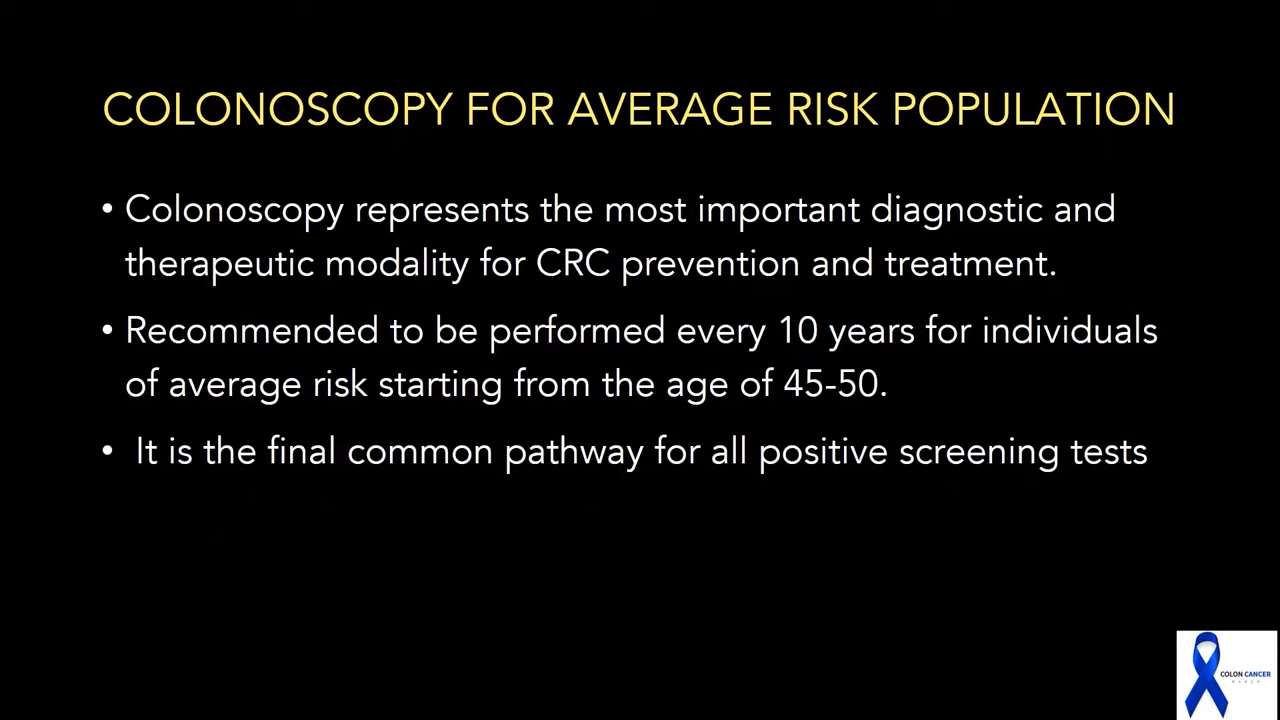 COLONOSCOPY FOR AVERAGE RISK POPULATION
• Colonoscopy represents the most important diagnostic and
therapeutic modality for CRC prevention and treatment.
• Recommended to be performed every 10 years for individuals
of average risk starting from the age of 45-50.
• It is the final common pathway for all positive screening tests
COLON CANCER
MARCH